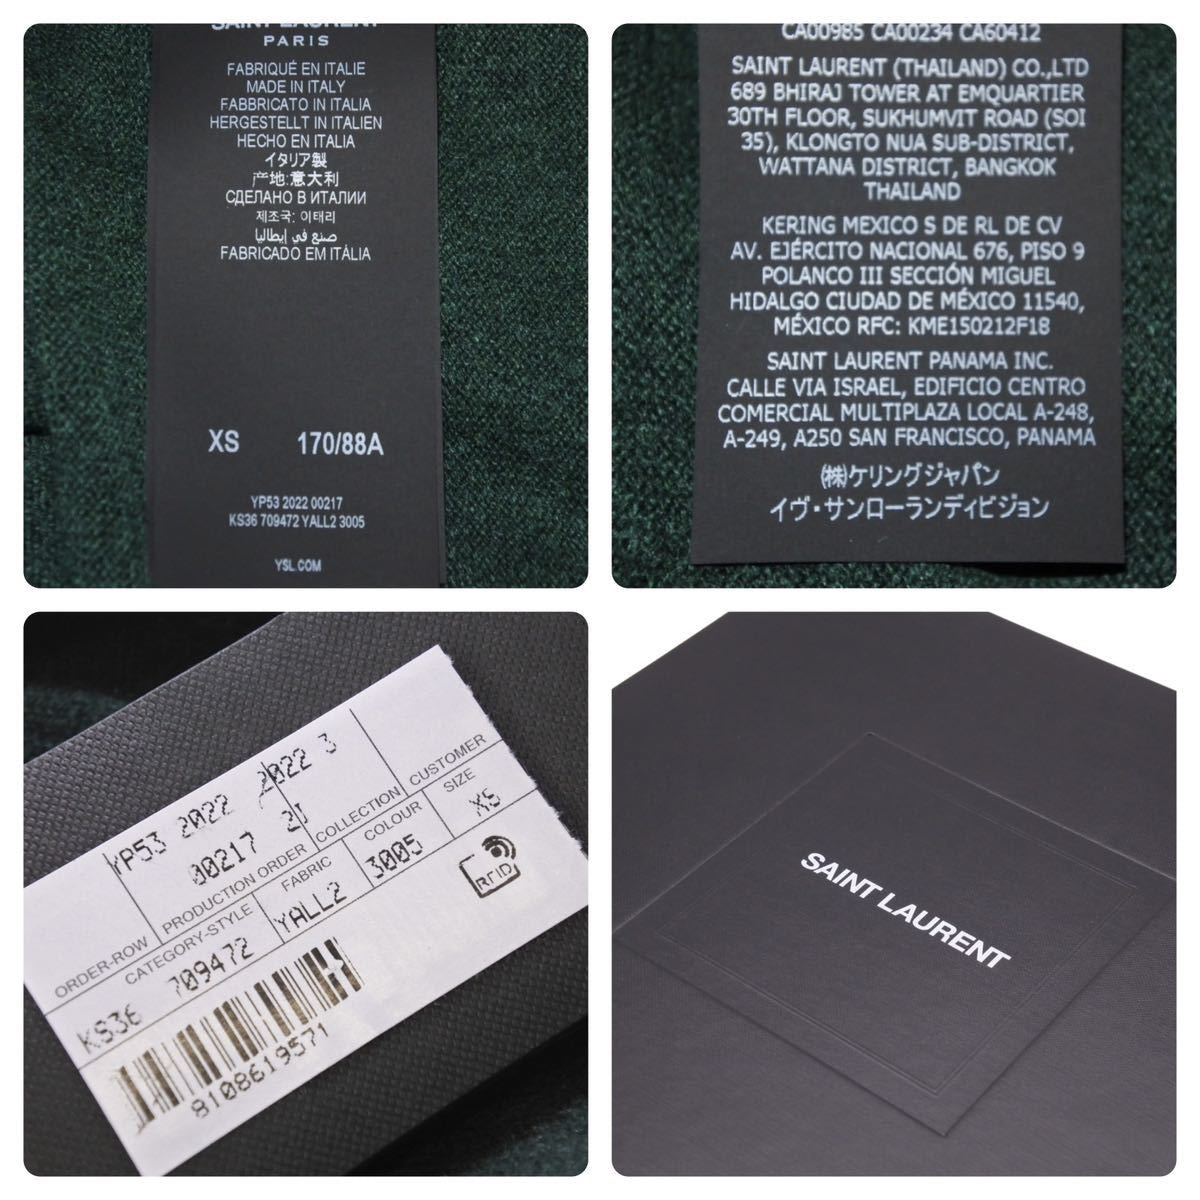 SAINT LAURENT
PARIS
FABRIQUÉ EN ITALIE
MADE IN ITALY
FABBRICATO IN ITALIA
HERGESTELLT IN ITALIEN
HECHO EN ITALIA
イタリア製
产地:意大利
СДЕЛАНО В ИТАЛИИ
제조국: 이태리
صنع في إيطاليا
FABRICADO EM ITÁLIA
XS 170/88A
YP53 2022 00217
KS36 709472 YALL2 3005
YSL.COM
CA00985 CA00234 CA60412
SAINT LAURENT (THAILAND) CO.,LTD
689 BHIRAJ TOWER AT EMQUARTIER
30TH FLOOR, SUKHUMVIT ROAD (SOI
35), KLONGTO NUA SUB-DISTRICT,
WATTANA DISTRICT, BANGKOK
THAILAND
KERING MEXICO S DE RL DE CV
AV. EJÉRCITO NACIONAL 676, PISO 9
POLANCO III SECCIÓN MIGUEL
HIDALGO CIUDAD DE MÉXICO 11540,
MÉXICO RFC: KME150212F18
SAINT LAURENT PANAMA INC.
CALLE VIA ISRAEL, EDIFICIO CENTRO
COMERCIAL MULTIPLAZA LOCAL A-248,
A-249, A250 SAN FRANCISCO, PANAMA
㈱ケリングジャパン
イヴ・サンローランディビジョン
YP53 2022 2022 3
00217 21
ORDER-ROW PRODUCTION ORDER COLLECTION CUSTOMER
CATEGORY-STYLE FABRIC COLOUR SIZE
KS36 709472 YALL2 3005 XS
RFID
8108619571
SAINT LAURENT